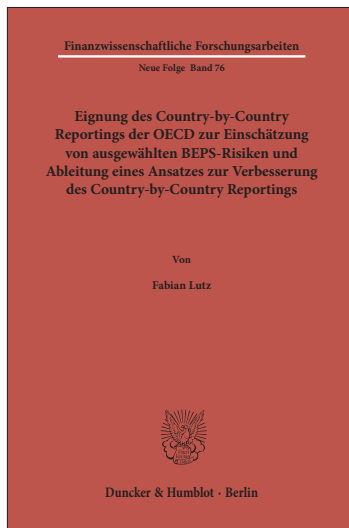 Finanzwissenschaftliche Forschungsarbeiten
Neue Folge Band 76
Eignung des Country-by-Country
Reportings der OECD zur Einschätzung
von ausgewählten BEPS-Risiken und
Ableitung eines Ansatzes zur Verbesserung
des Country-by-Country Reportings
Von
Fabian Lutz
Duncker & Humblot · Berlin